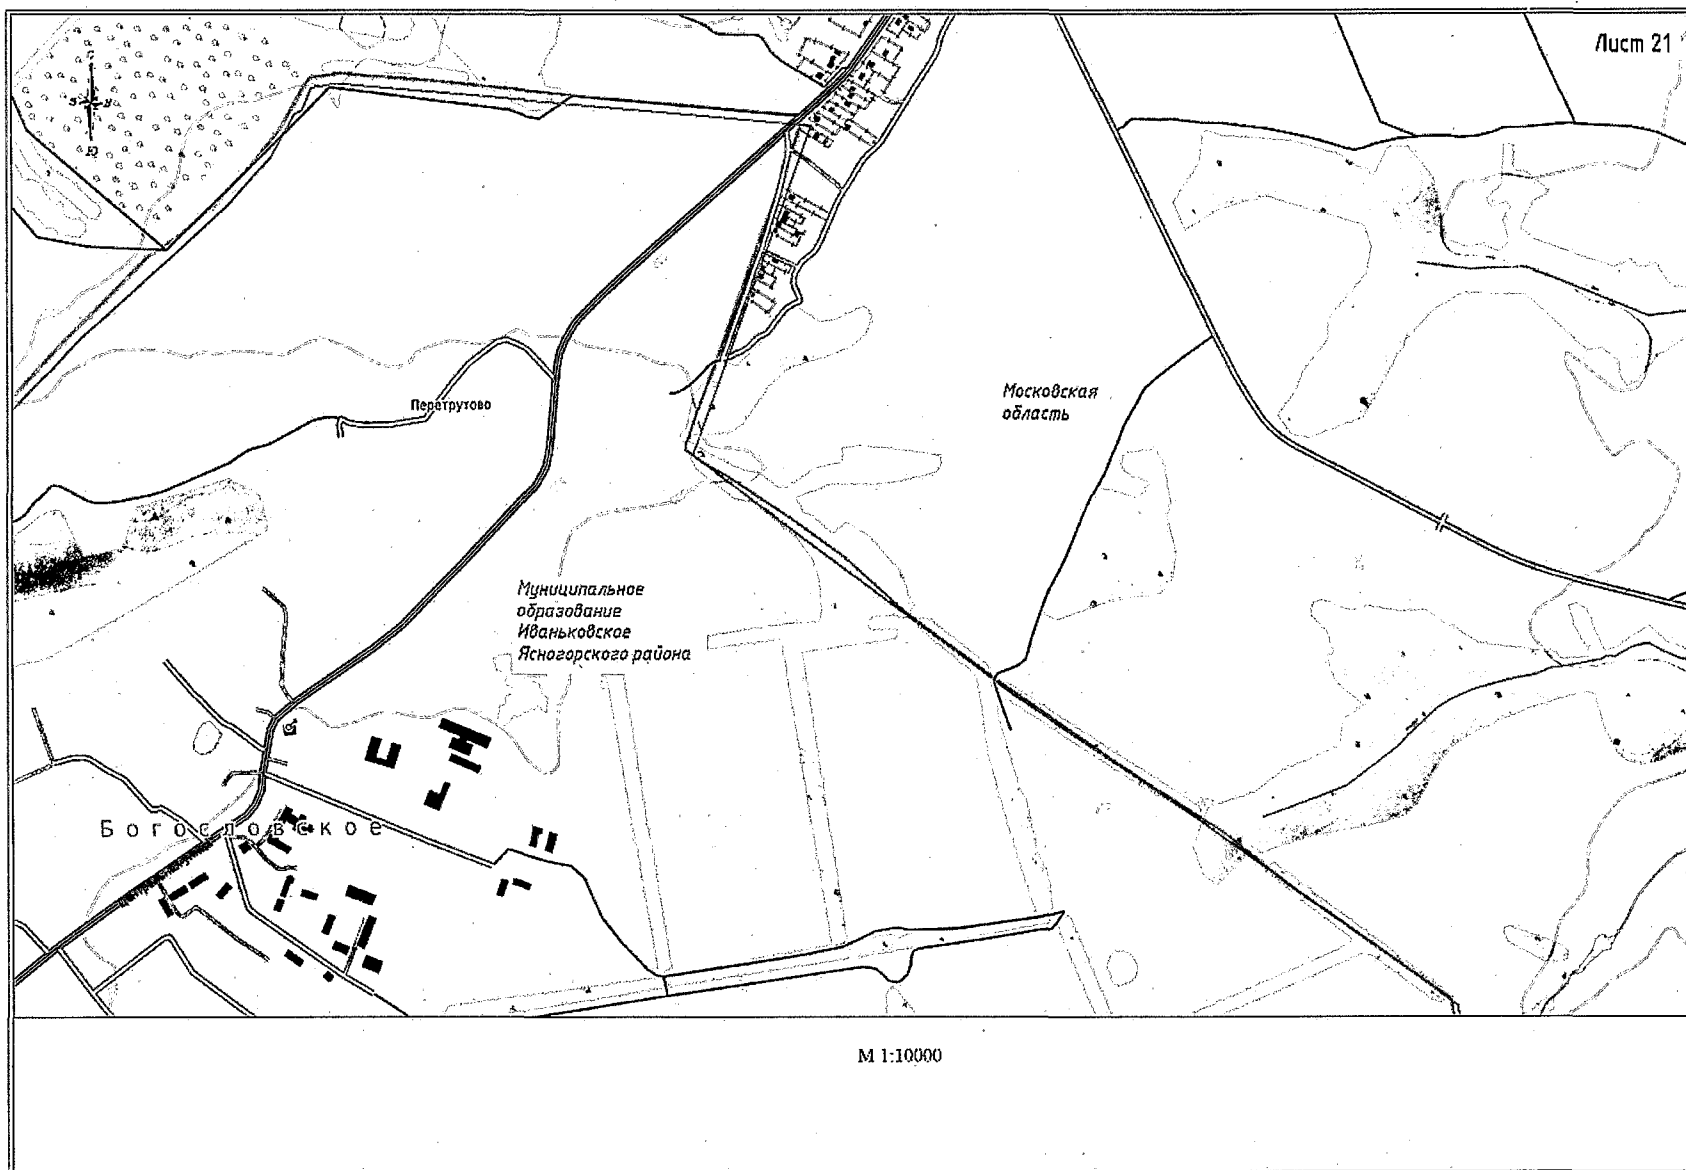 Лист 21
С
З В
Ю
Перетрутово
Московская
область
Муниципальное
образование
Иваньковское
Ясногорского района
Богословское
М 1:10000